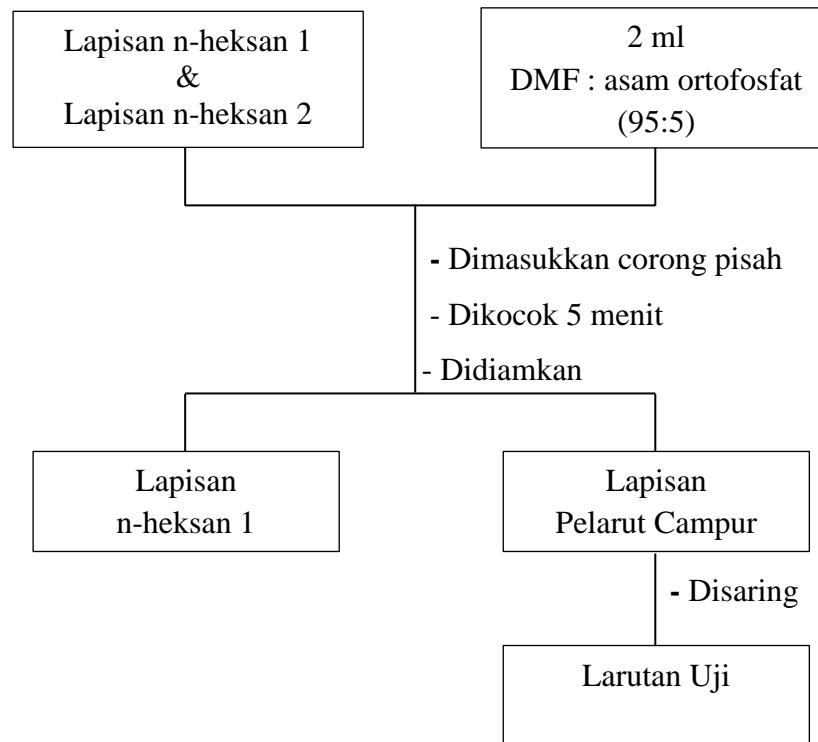 Lapisan n-heksan 1
&
Lapisan n-heksan 2
2 ml
DMF : asam ortofosfat
(95:5)
- Dimasukkan corong pisah
- Dikocok 5 menit
- Didiamkan
Lapisan
n-heksan 1
Lapisan
Pelarut Campur
- Disaring
Larutan Uji